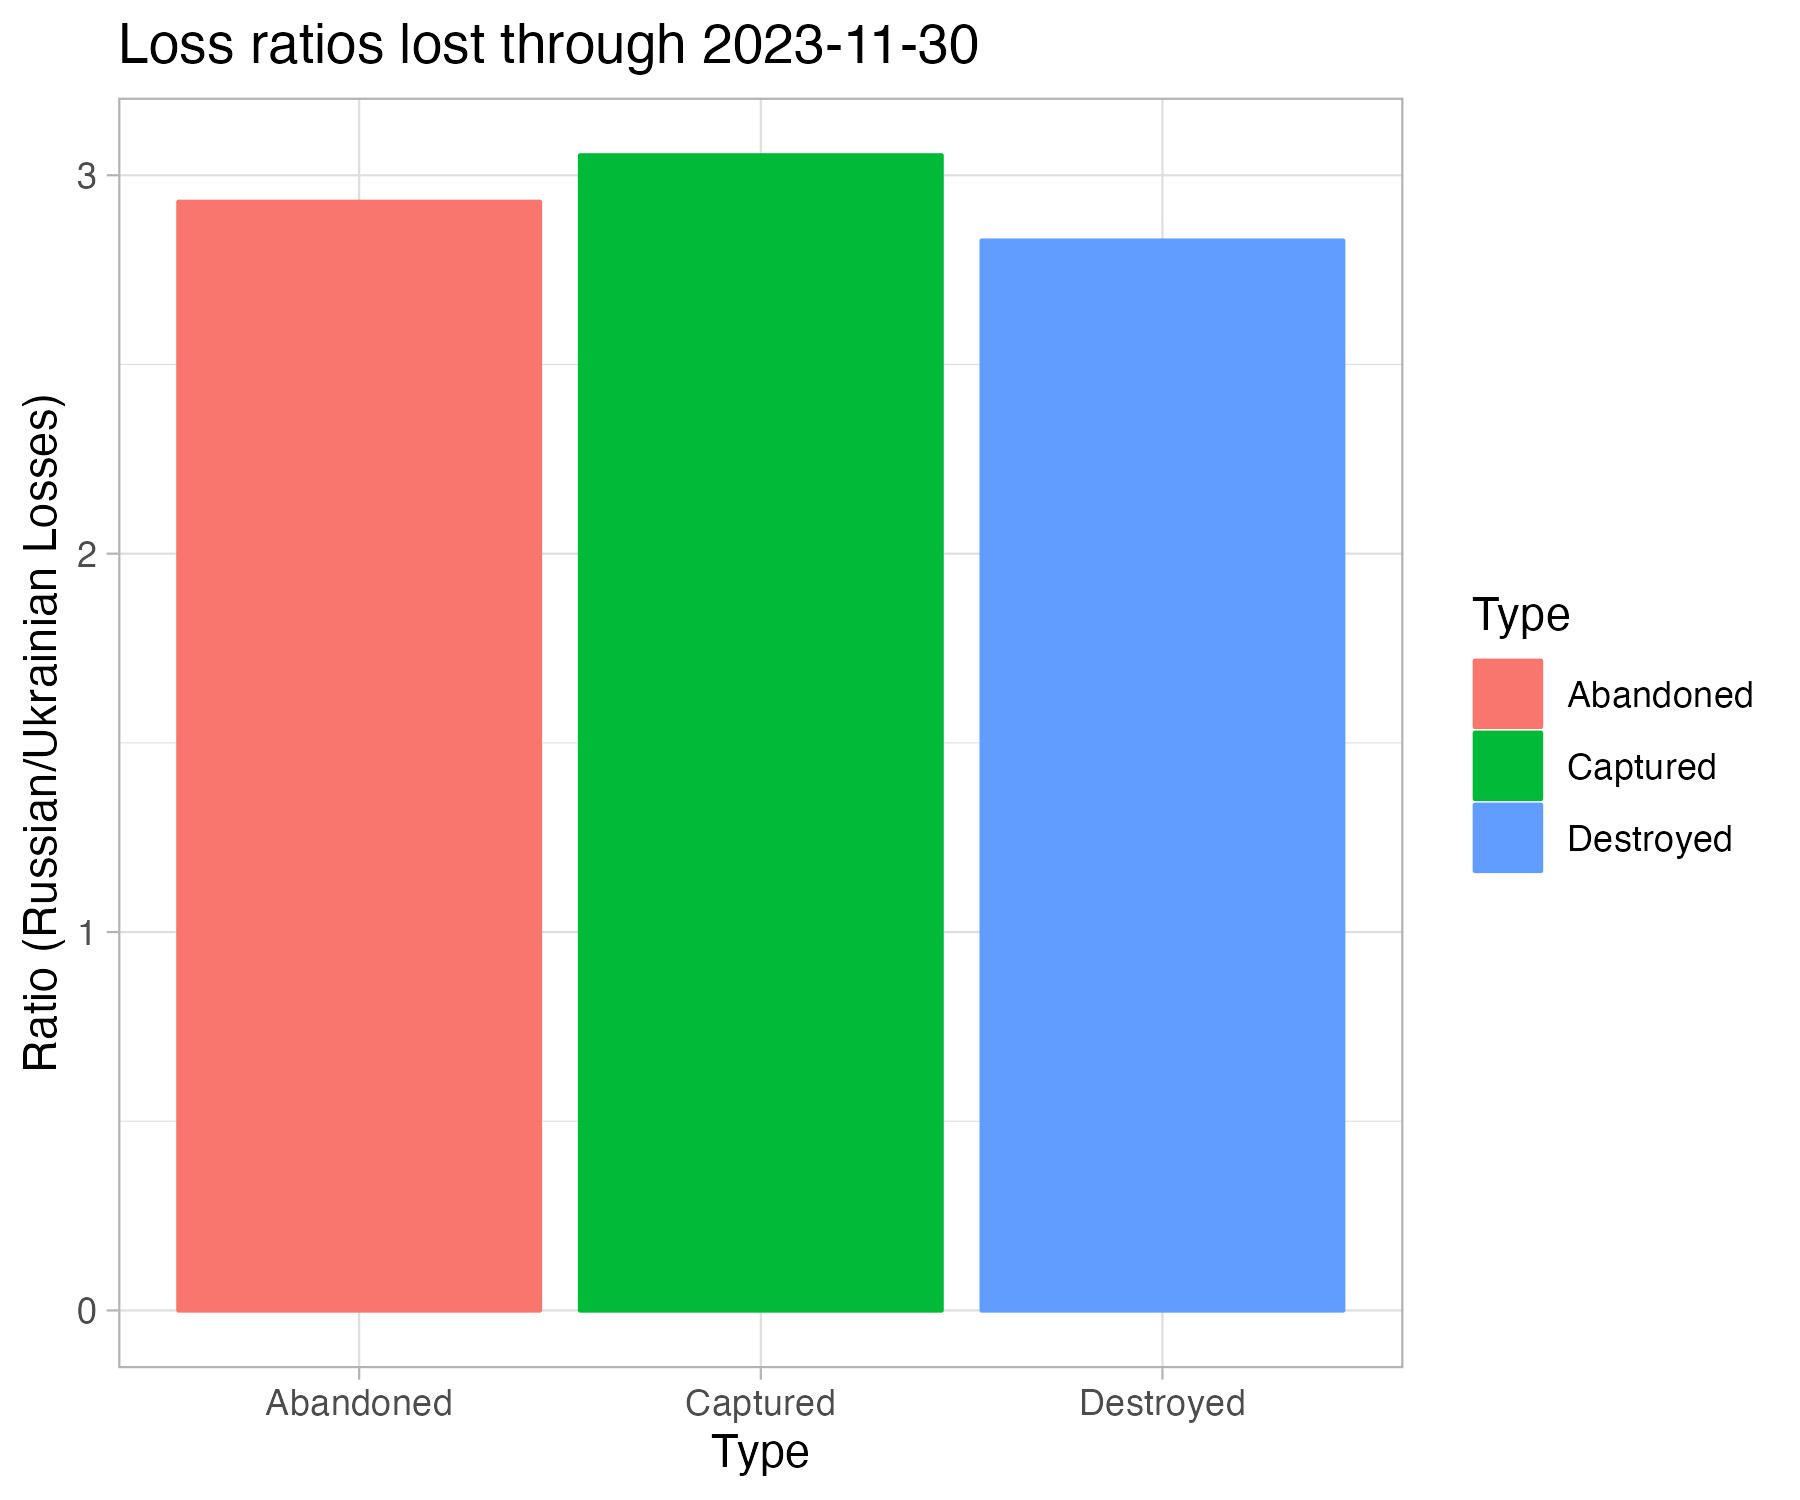 Loss ratios lost through 2023-11-30
Ratio (Russian/Ukrainian Losses)
3
2
1
0
Abandoned
Captured
Destroyed
Type
Type
Abandoned
Captured
Destroyed